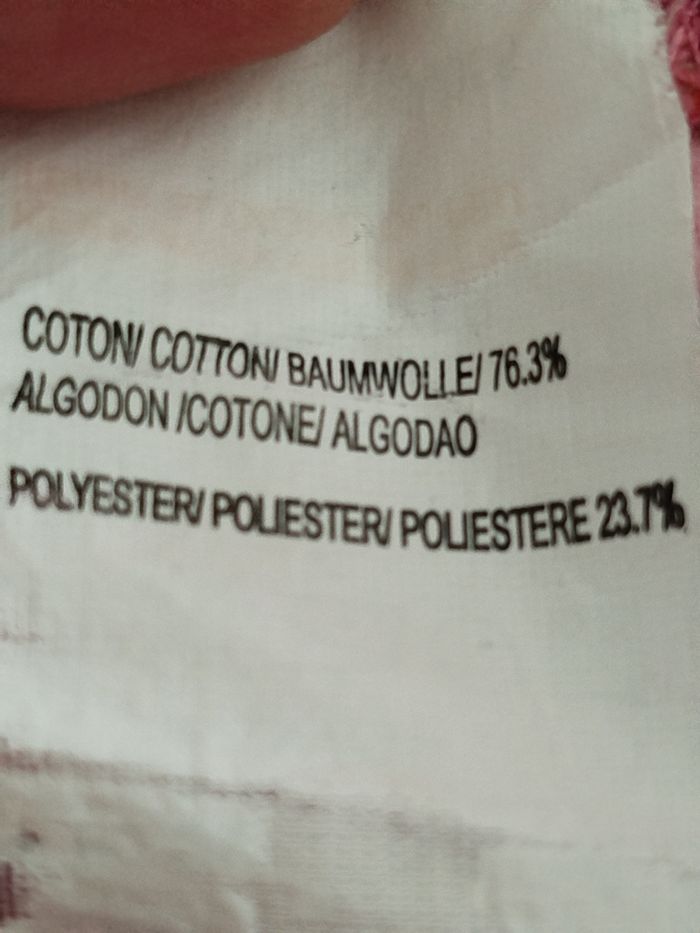 COTON/ COTTON/ BAUMWOLLE/ 76.3%
ALGODON /COTONE/ ALGODAO
POLYESTER/ POLIESTER/ POLIESTERE 23.7%